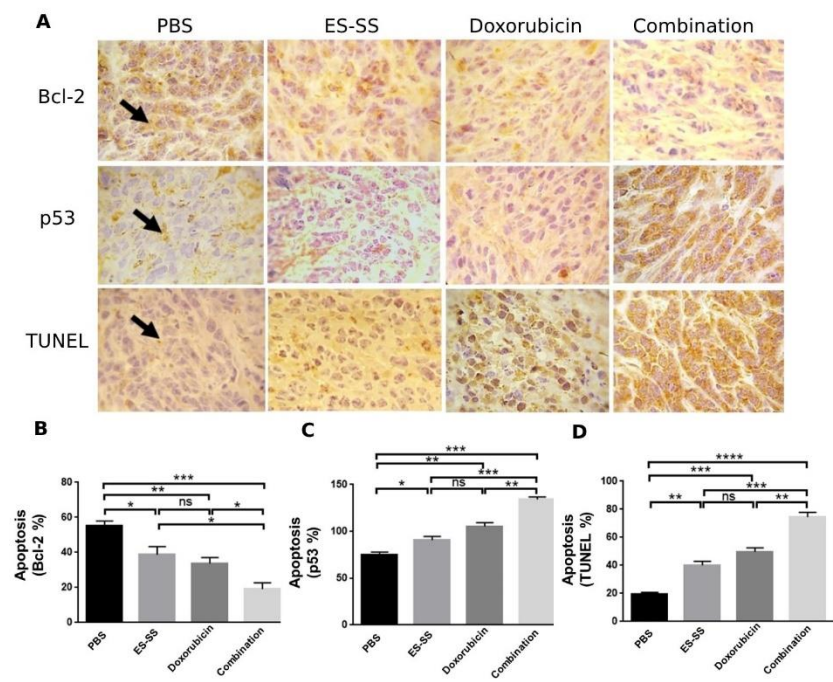 A
PBS ES-SS Doxorubicin Combination
Bcl-2
p53
TUNEL
B
Apoptosis
(Bcl-2 %)
80
60
40
20
0
***
**
* ns *
*
PBS ES-SS Doxorubicin Combination
C
Apoptosis
(p53 %)
150
100
50
0
***
**
***
* ns **
PBS ES-SS Doxorubicin Combination
D
Apoptosis
(TUNEL %)
100
80
60
40
20
0
****
***
***
** ns **
PBS ES-SS Doxorubicin Combination